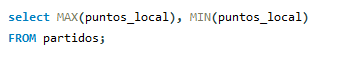 select MAX(puntos_local), MIN(puntos_local)
FROM partidos;